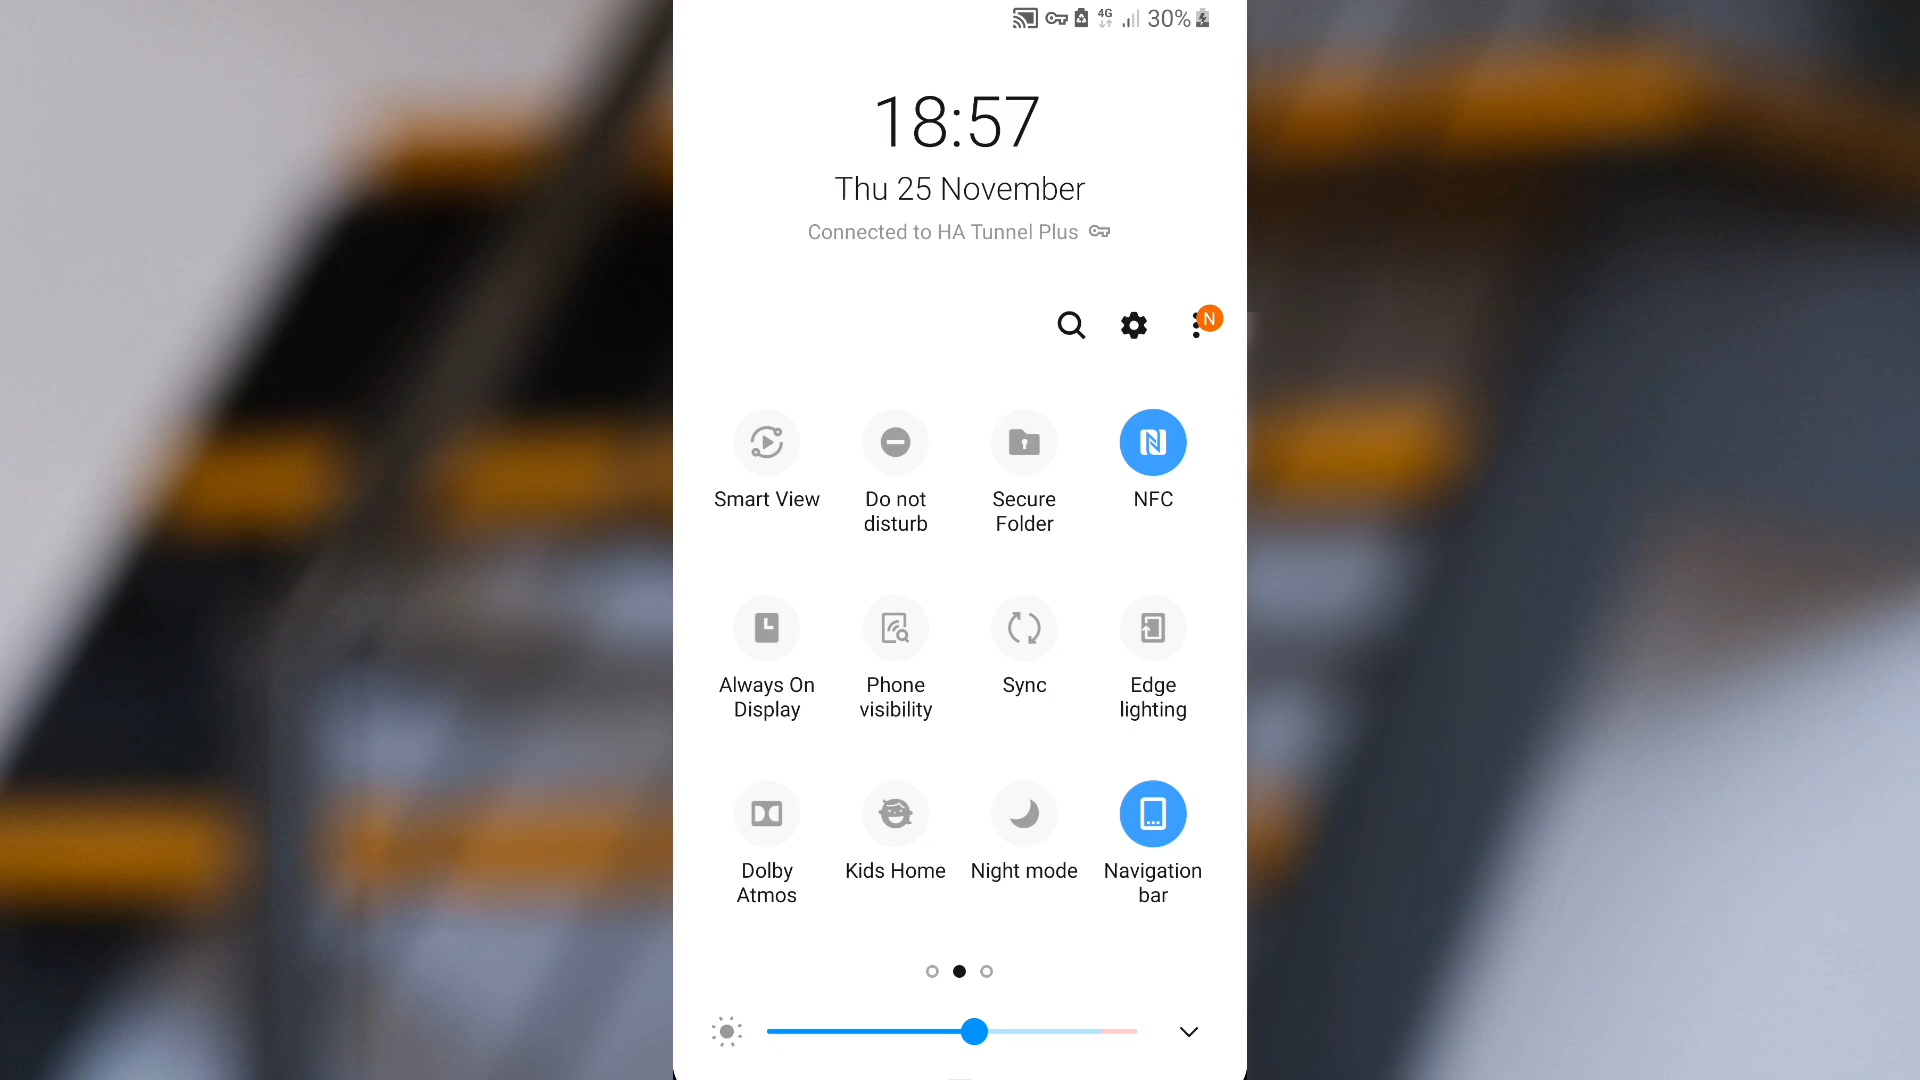 4G 30%
18:57
Thu 25 November
Connected to HA Tunnel Plus
N
Smart View
Do not
disturb
Secure
Folder
NFC
Always On
Display
Phone
visibility
Sync
Edge
lighting
Dolby
Atmos
Kids Home
Night mode
Navigation
bar